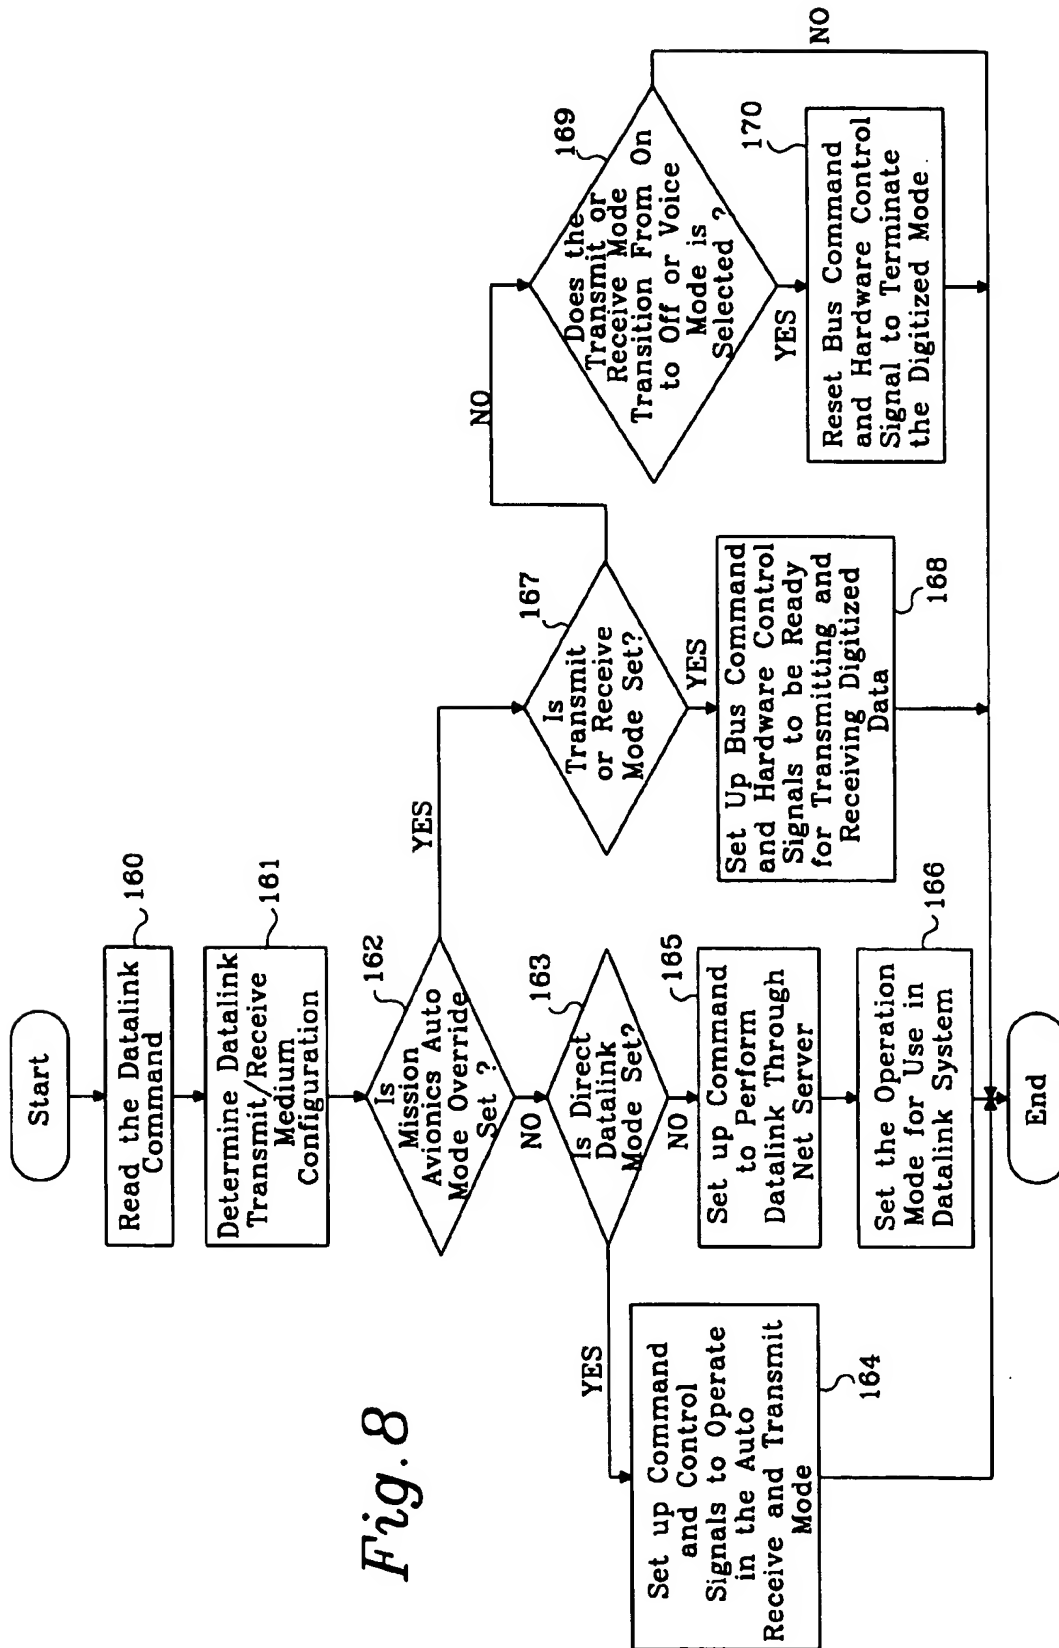 Start
Read the Datalink
Command
160
Determine Datalink
Transmit/Receive
Medium
Configuration
161
Is
Mission
Avionics Auto
Mode Override
Set ?
162
YES
NO
Is Direct
Datalink
Mode Set?
163
YES
NO
Set up Command
and Control
Signals to Operate
in the Auto
Receive and Transmit
Mode
164
Set up Command
to Perform
Datalink Through
Net Server
165
Set the Operation
Mode for Use in
Datalink System
166
Is
Transmit
or Receive
Mode Set?
167
NO
YES
Set Up Bus Command
and Hardware Control
Signals to be Ready
for Transmitting and
Receiving Digitized
Data
168
Does the
Transmit or
Receive Mode
Transition From On
to Off or Voice
Mode is
Selected ?
169
NO
YES
Reset Bus Command
and Hardware Control
Signal to Terminate
the Digitized Mode
170
End
Fig.8